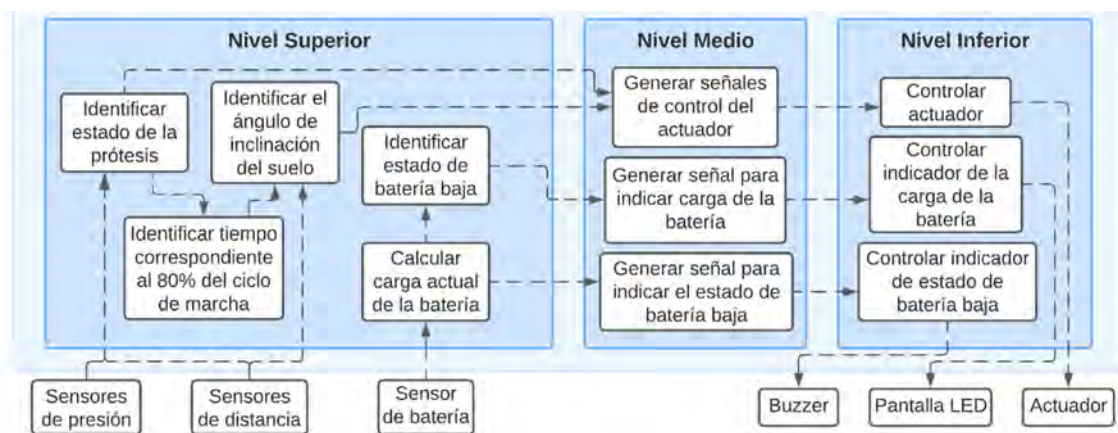 Nivel Superior
Identificar
estado de la
prótesis
Identificar el
ángulo de
inclinación
del suelo
Identificar tiempo
correspondiente
al 80% del ciclo
de marcha
Identificar
estado de
batería baja
Calcular
carga actual
de la batería
Nivel Medio
Generar señales
de control del
actuador
Generar señal para
indicar carga de la
batería
Generar señal para
indicar el estado de
batería baja
Nivel Inferior
Controlar
actuador
Controlar
indicador de la
carga de la
batería
Controlar indicador
de estado de
batería baja
Sensores
de presión
Sensores
de distancia
Sensor
de batería
Buzzer
Pantalla LED
Actuador